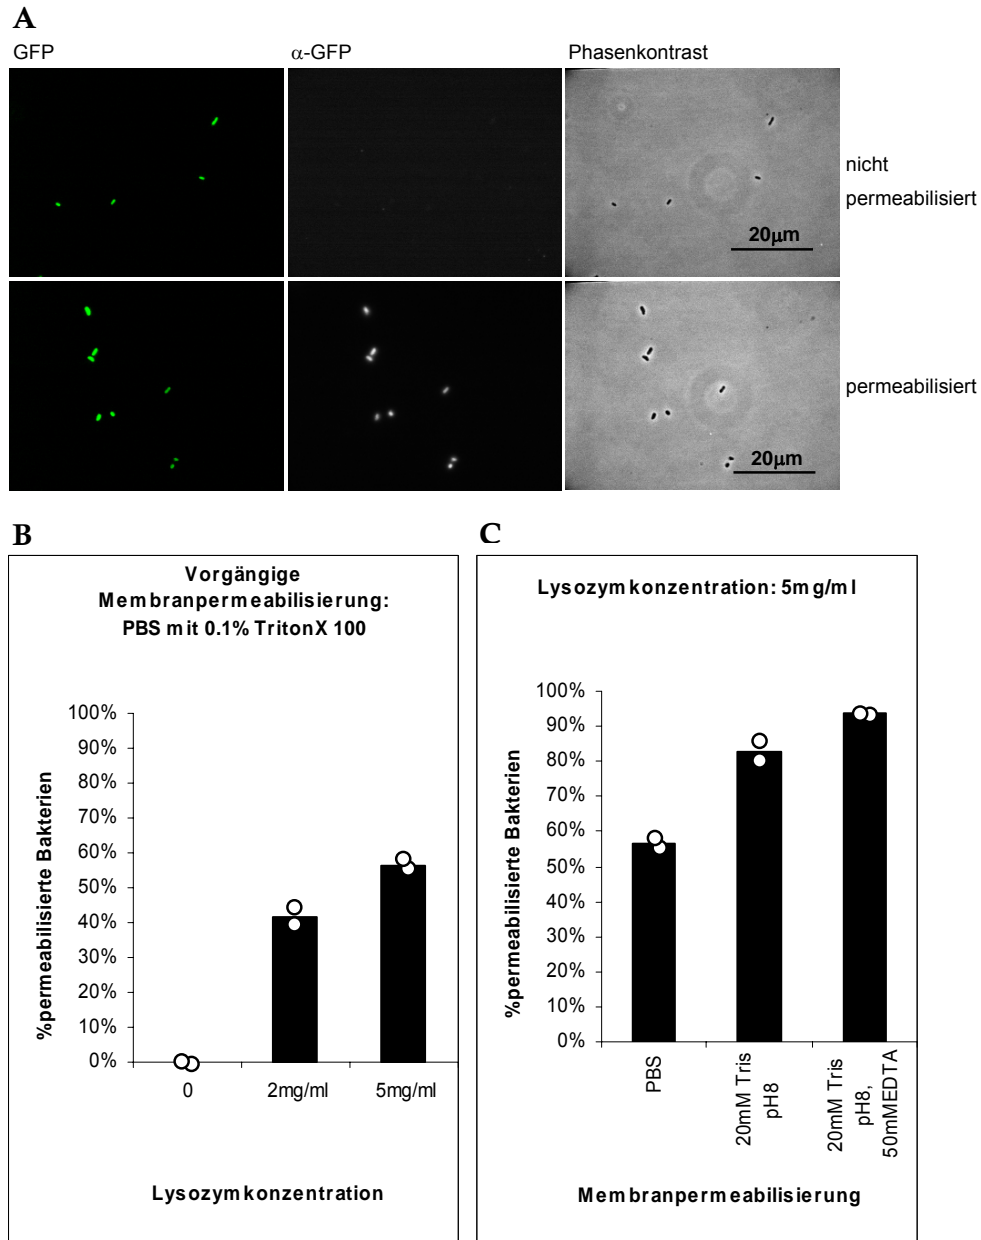 A
GFP
α-GFP
Phasenkontrast
nicht
permeabilisiert
20µm
permeabilisiert
20µm
B
Vorgängige
Membranpermeabilisierung:
PBS mit 0.1% TritonX 100
100%
90%
80%
70%
60%
50%
40%
30%
20%
10%
0%
%permeabilisierte Bakterien
0
2mg/ml
5mg/ml
Lysozymkonzentration
C
Lysozymkonzentration: 5mg/ml
100%
90%
80%
70%
60%
50%
40%
30%
20%
10%
0%
%permeabilisierte Bakterien
PBS
20mM Tris
pH8
20mM Tris
pH8,
50mMEDTA
Membranpermeabilisierung